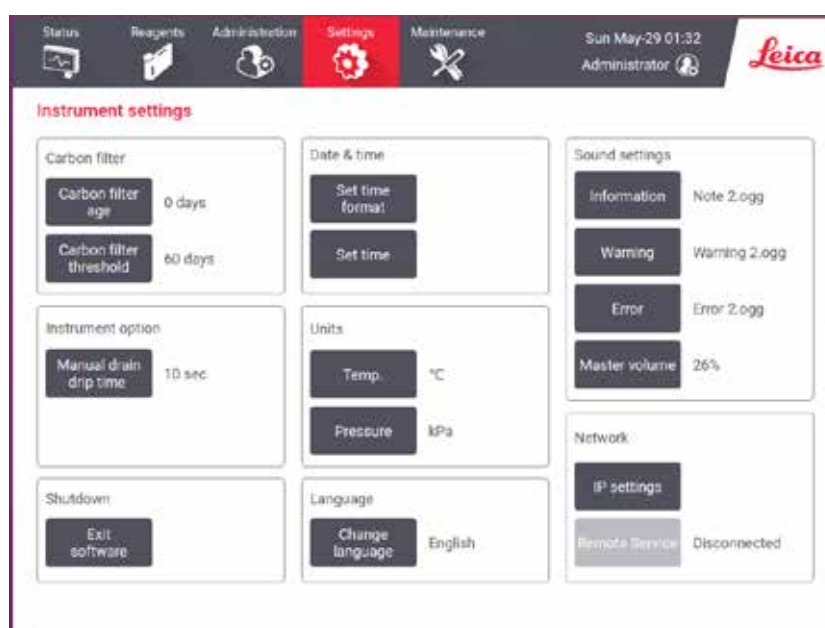 Status
Reagents
Administration
Settings
Maintenance
Sun May-29 01:32
Administrator
Leica
Instrument settings
Carbon filter
Carbon filter
age
0 days
Carbon filter
threshold
60 days
Instrument option
Manual drain
drip time
10 sec
Shutdown
Exit
software
Date & time
Set time
format
Set time
Units
Temp.
°C
Pressure
kPa
Language
Change
language
English
Sound settings
Information
Note 2.ogg
Warning
Warning 2.ogg
Error
Error 2.ogg
Master volume
26%
Network
IP settings
Remote Service
Disconnected